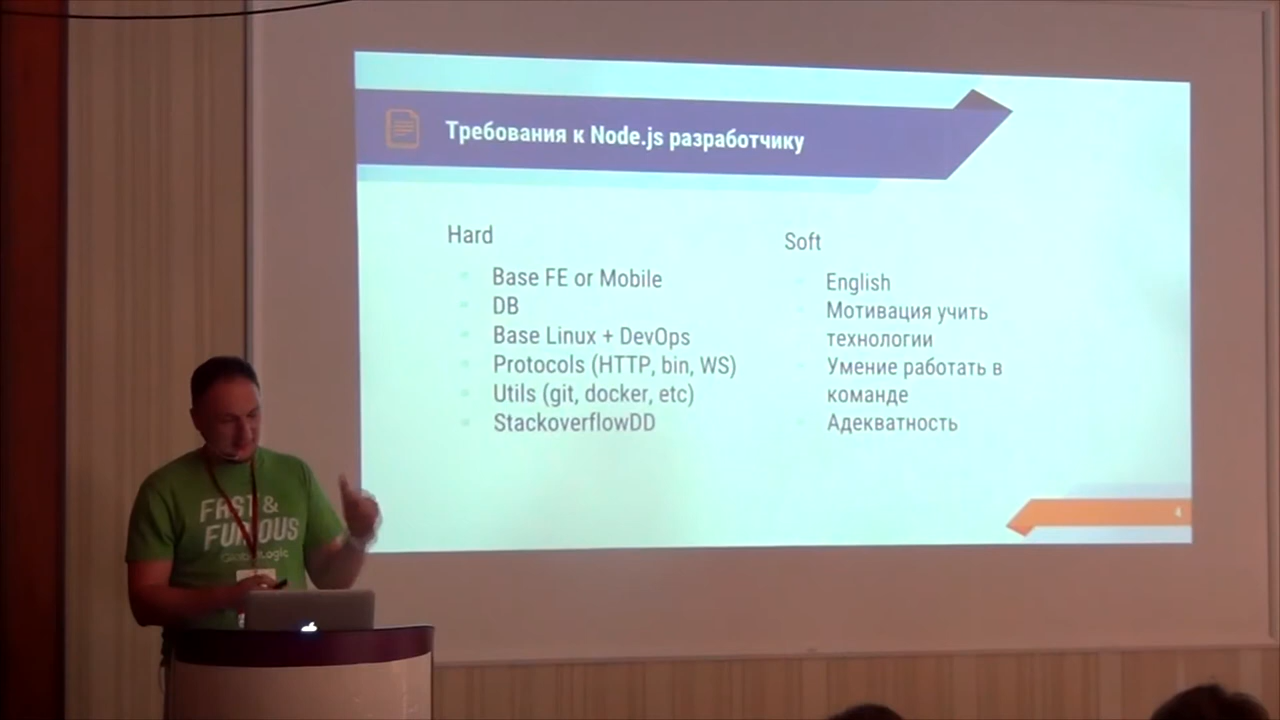 Требования к Node.js разработчику
Hard
Base FE or Mobile
DB
Base Linux + DevOps
Protocols (HTTP, bin, WS)
Utils (git, docker, etc)
StackoverflowDD
Soft
English
Мотивация учить
технологии
Умение работать в
команде
Адекватность
4
FAST &
FURIOUS
GlobalLogic